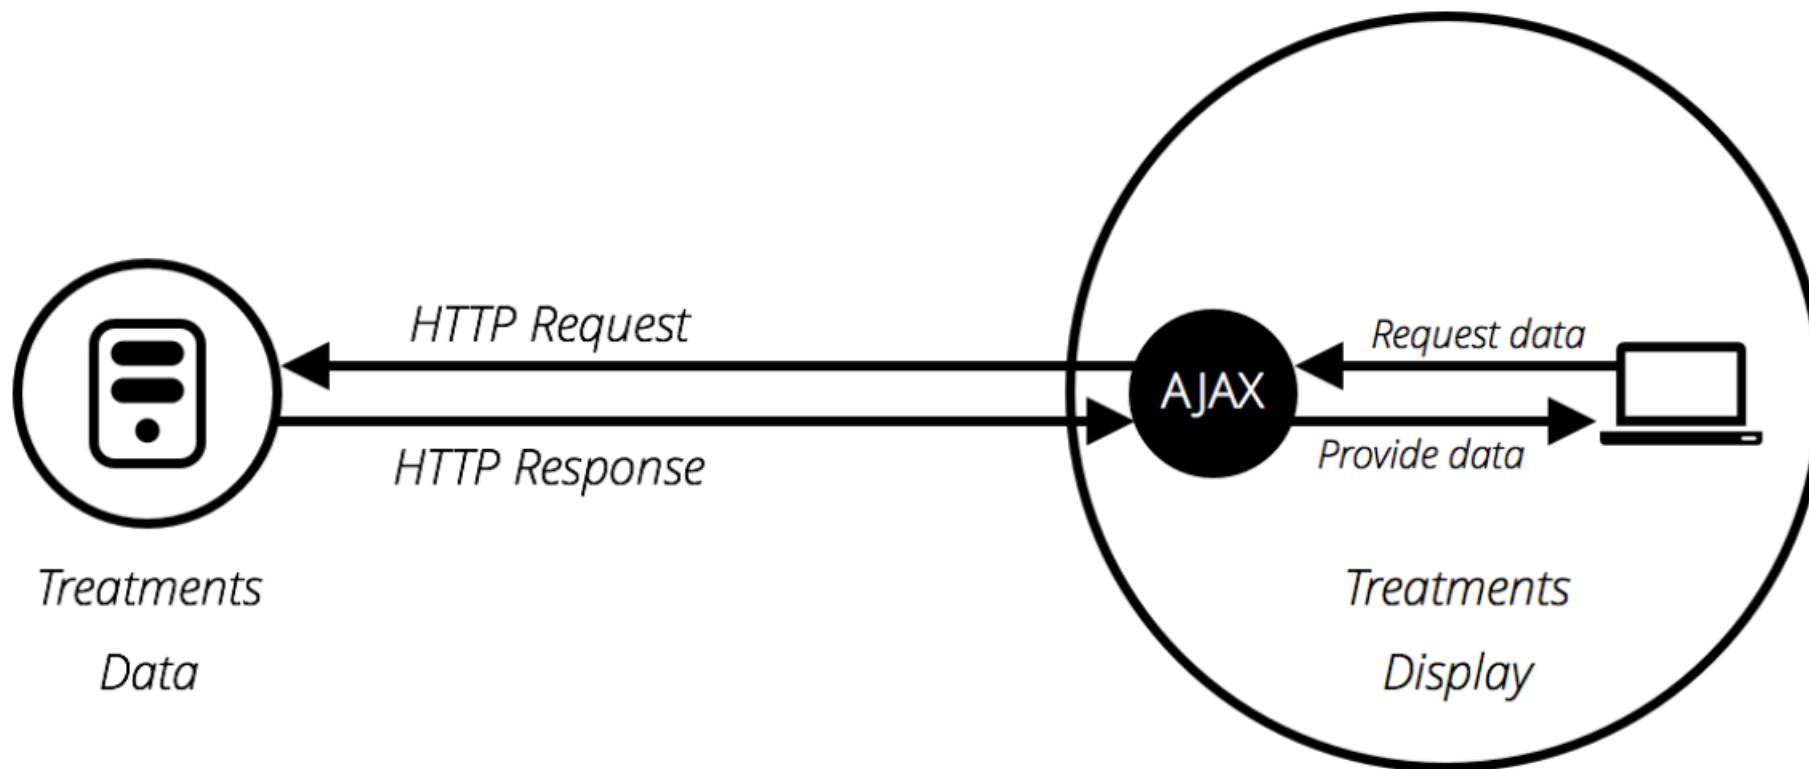 HTTP Request
HTTP Response
Treatments
Data
AJAX
Request data
Provide data
Treatments
Display